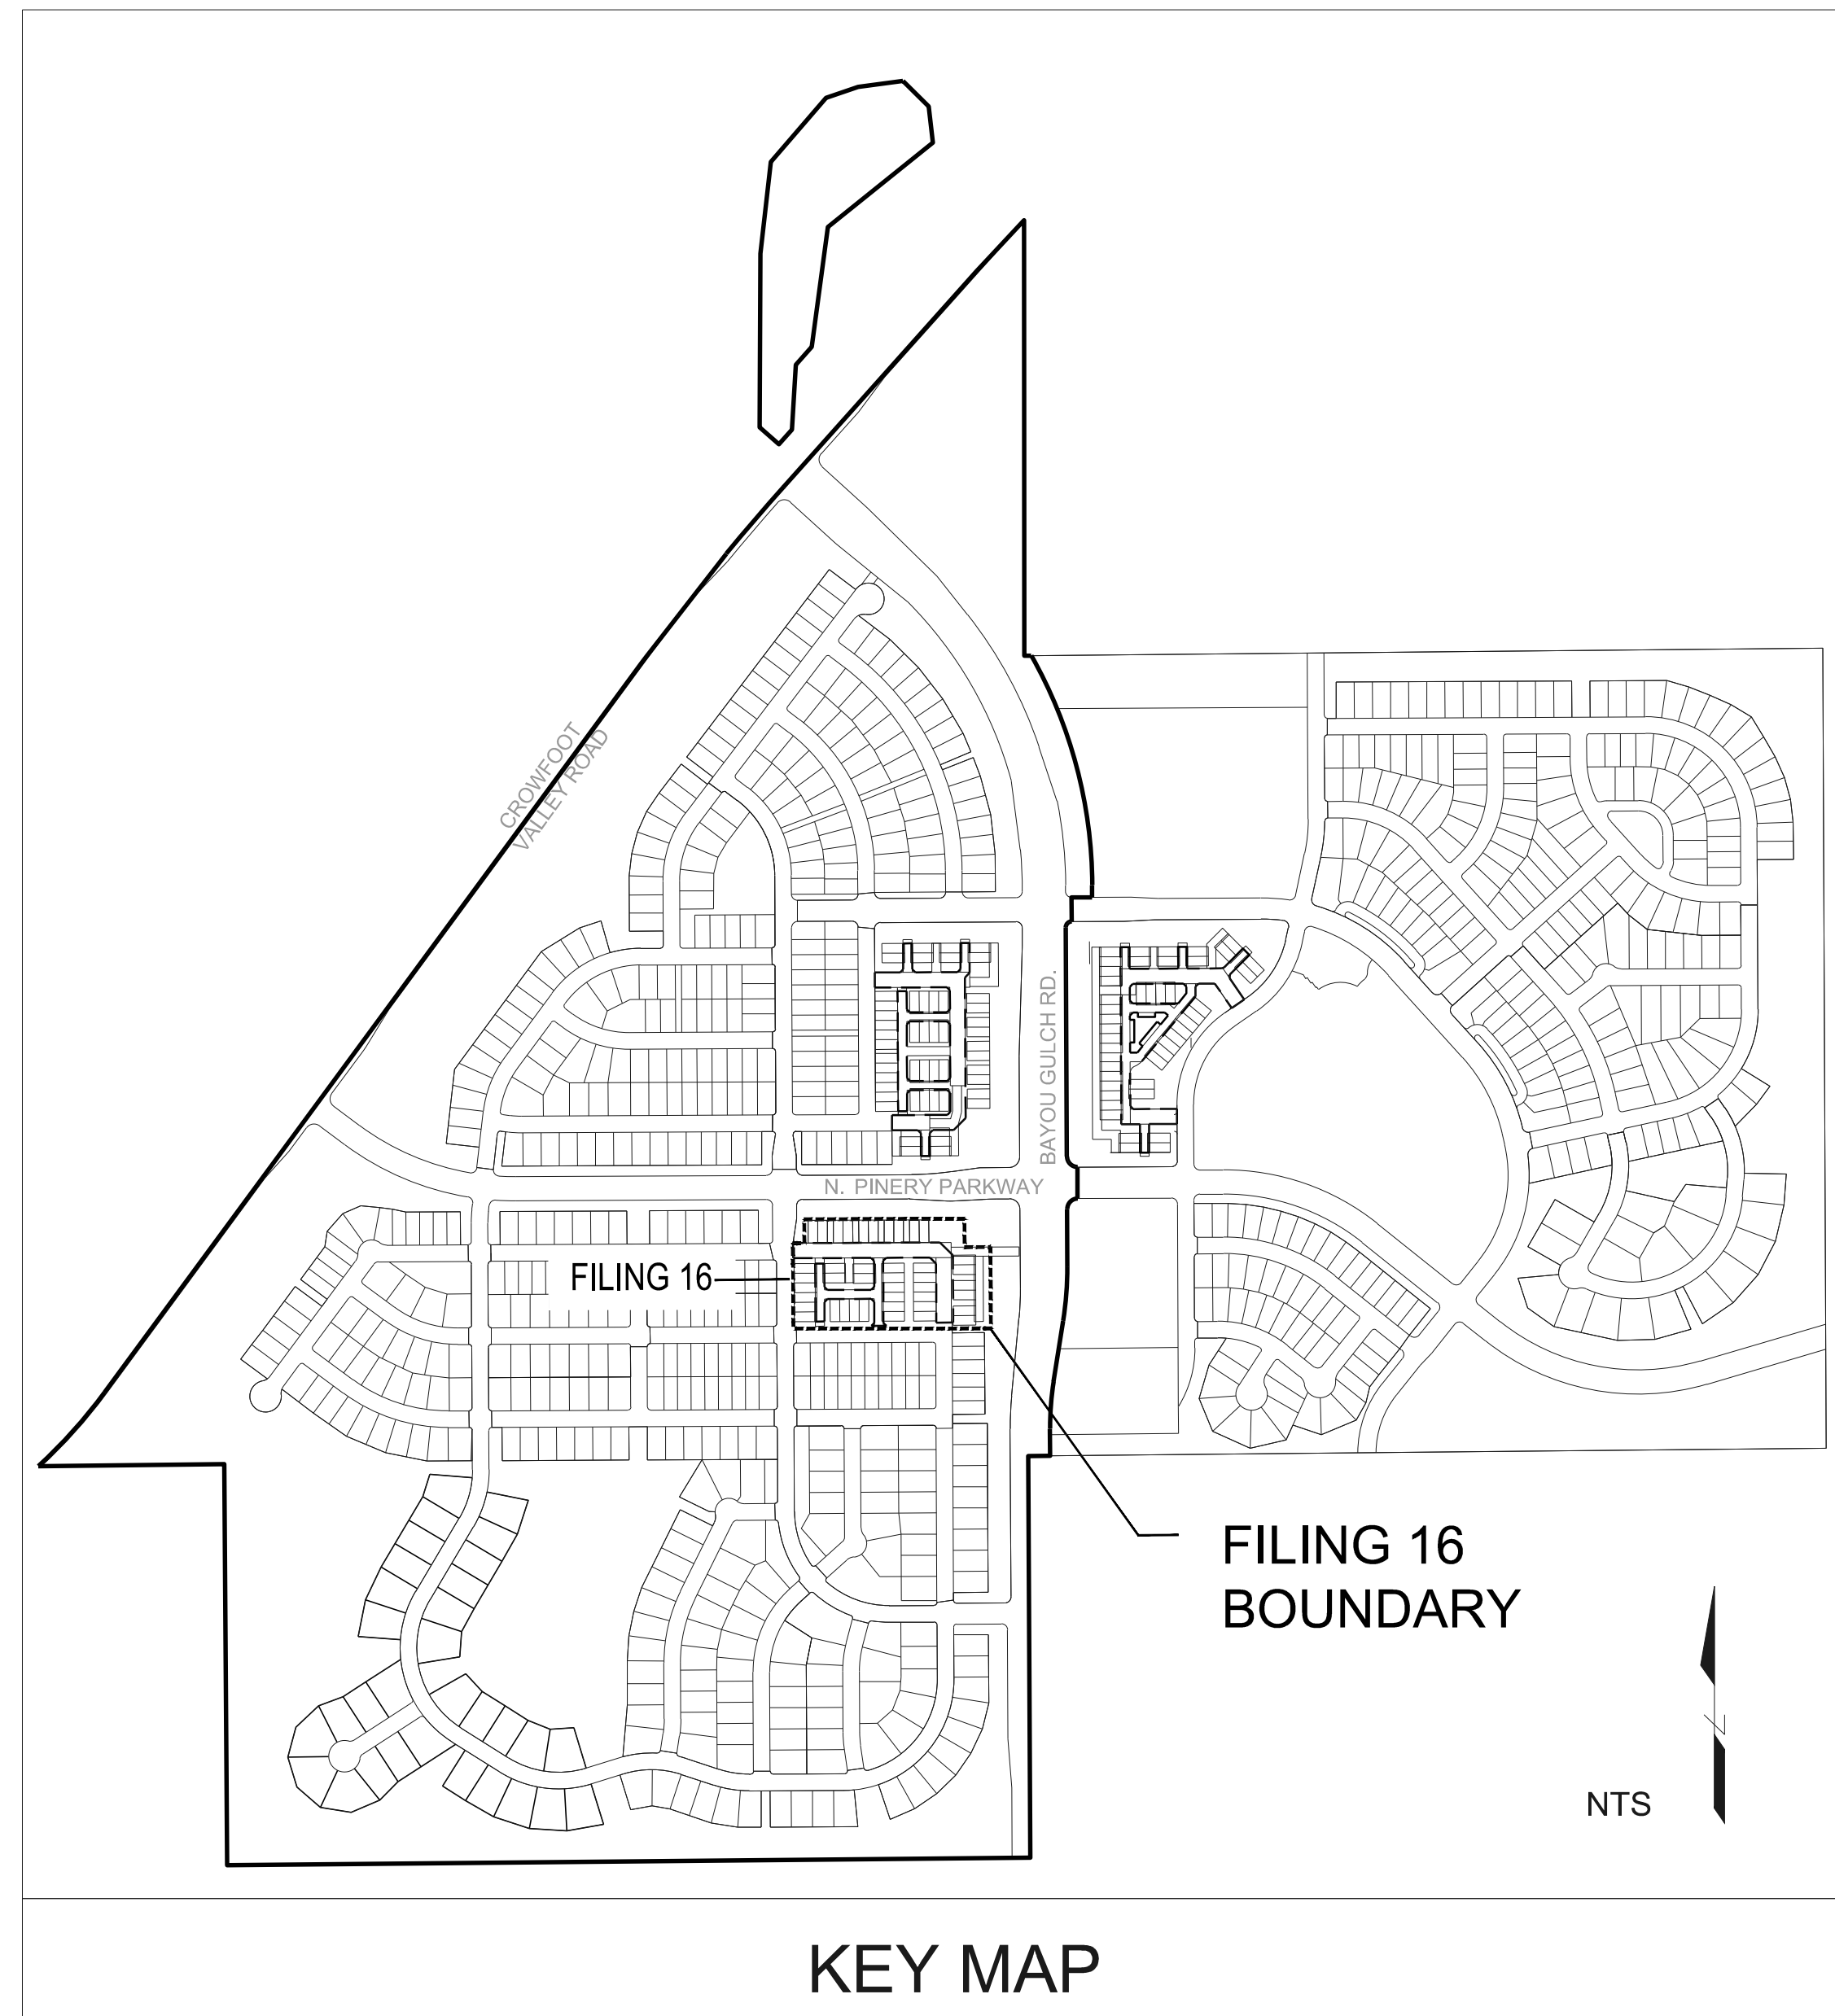 CROWFOOT
VALLEY ROAD
BAYOU GULCH RD.
N. PINERY PARKWAY
FILING 16
FILING 16
BOUNDARY
NTS
KEY MAP